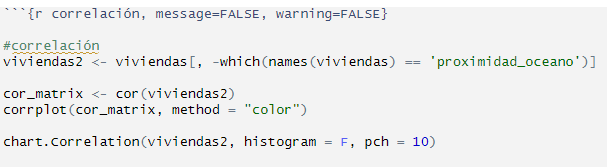 ```{r correlación, message=FALSE, warning=FALSE}
#correlación
viviendas2 <- viviendas[, -which(names(viviendas) == 'proximidad_oceano')]
cor_matrix <- cor(viviendas2)
corrplot(cor_matrix, method = "color")
chart.Correlation(viviendas2, histogram = F, pch = 10)